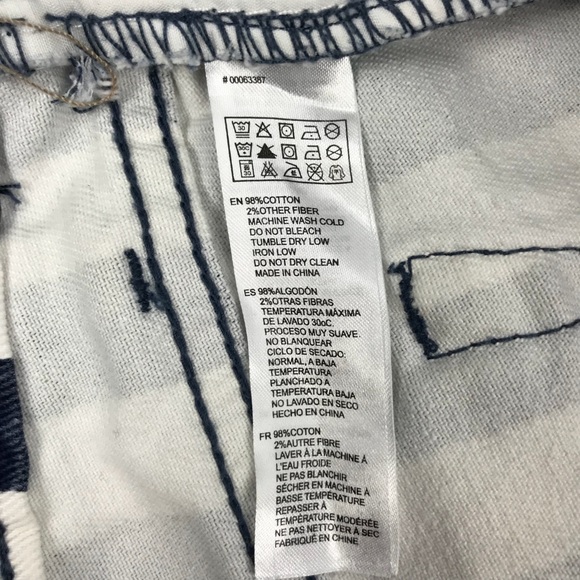 # 00063387
EN 98%COTTON
2%OTHER FIBER
MACHINE WASH COLD
DO NOT BLEACH
TUMBLE DRY LOW
IRON LOW
DO NOT DRY CLEAN
MADE IN CHINA
ES 98%ALGODÓN
2%OTRAS FIBRAS
TEMPERATURA MÁXIMA
DE LAVADO 30oC.
PROCESO MUY SUAVE.
NO BLANQUEAR
CICLO DE SECADO:
NORMAL, A BAJA
TEMPERATURA
PLANCHADO A
TEMPERATURA BAJA
NO LAVADO EN SECO
HECHO EN CHINA
FR 98%COTON
2%AUTRE FIBRE
LAVER À LA MACHINE À
L'EAU FROIDE
NE PAS BLANCHIR
SÉCHER EN MACHINE À
BASSE TEMPÉRATURE
REPASSER À
TEMPÉRATURE MODÉRÉE
NE PAS NETTOYER À SEC
FABRIQUÉ EN CHINE